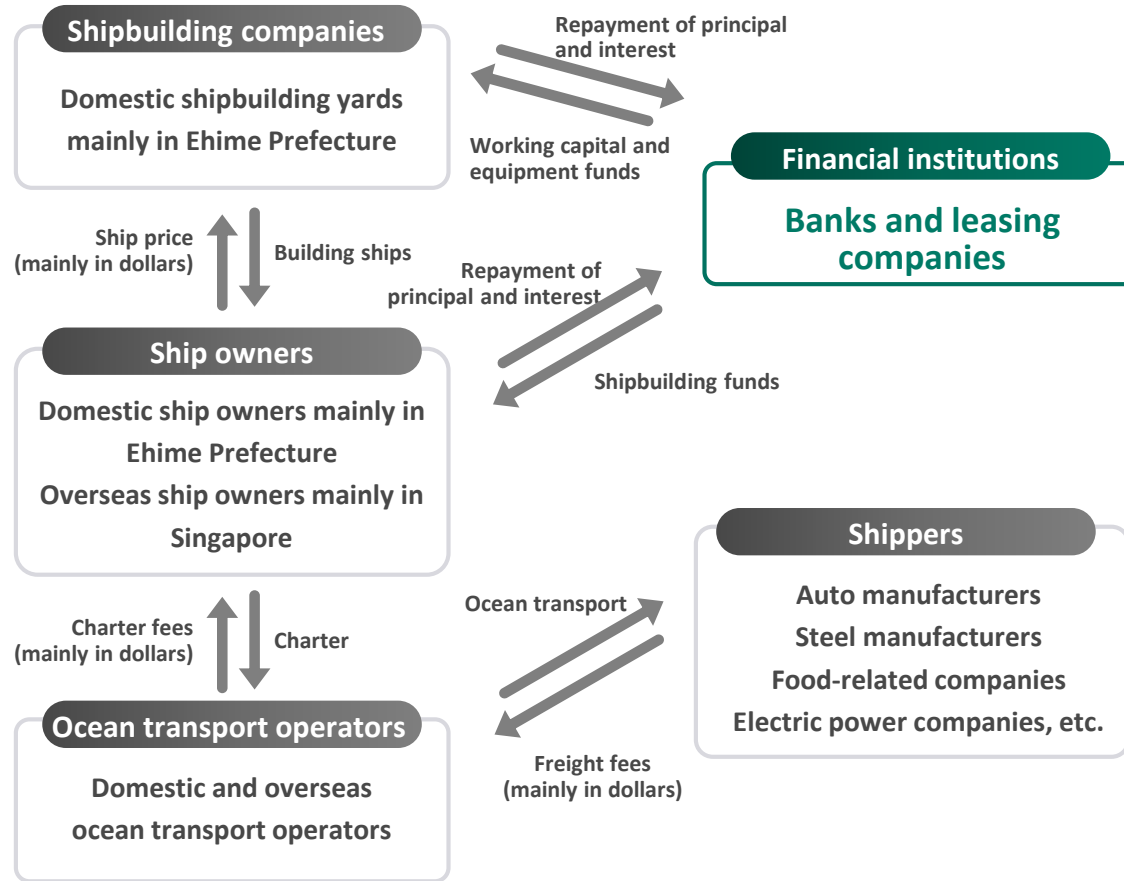 Shipbuilding companies
Domestic shipbuilding yards
mainly in Ehime Prefecture
Repayment of principal
and interest
Working capital and
equipment funds
Financial institutions
Banks and leasing
companies
Ship price
(mainly in dollars)
Building ships
Repayment of
principal and interest
Shipbuilding funds
Ship owners
Domestic ship owners mainly in
Ehime Prefecture
Overseas ship owners mainly in
Singapore
Charter fees
(mainly in dollars)
Charter
Ocean transport
Freight fees
(mainly in dollars)
Shippers
Auto manufacturers
Steel manufacturers
Food-related companies
Electric power companies, etc.
Ocean transport operators
Domestic and overseas
ocean transport operators